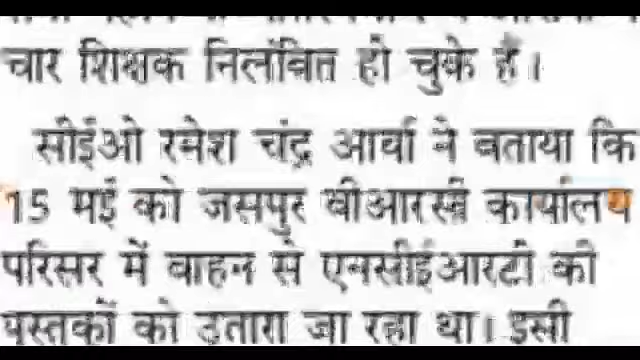 चार शिक्षक निलंबित हो चुके हैं।
सीईओ रमेश चंद्र आर्या ने बताया कि
15 मई को जसपुर बीआरसी कार्यालय
परिसर में वाहन से एनसीईआरटी की
पुस्तकों को उतारा जा रहा था। इसी